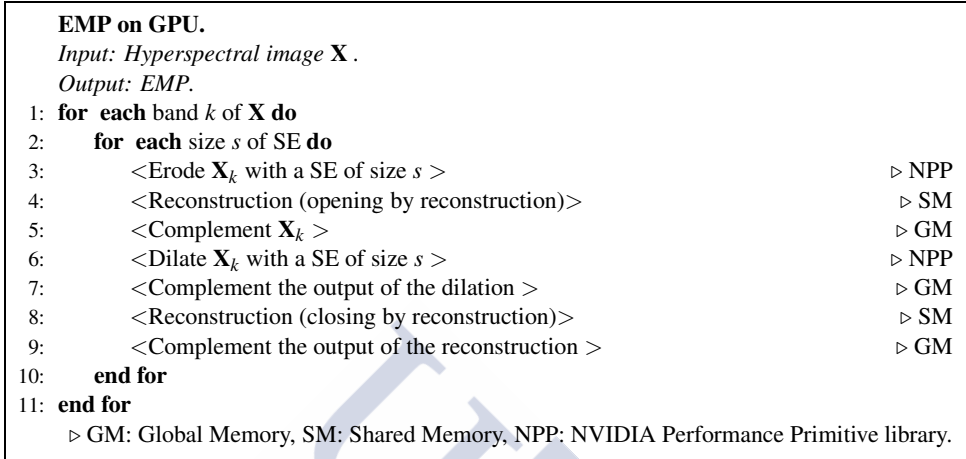 EMP on GPU.
Input: Hyperspectral image X .
Output: EMP.
1: for each band k of X do
2: for each size s of SE do
3: <Erode Xₖ with a SE of size s > ▷ NPP
4: <Reconstruction (opening by reconstruction)> ▷ SM
5: <Complement Xₖ > ▷ GM
6: <Dilate Xₖ with a SE of size s > ▷ NPP
7: <Complement the output of the dilation > ▷ GM
8: <Reconstruction (closing by reconstruction)> ▷ SM
9: <Complement the output of the reconstruction > ▷ GM
10: end for
11: end for
▷ GM: Global Memory, SM: Shared Memory, NPP: NVIDIA Performance Primitive library.